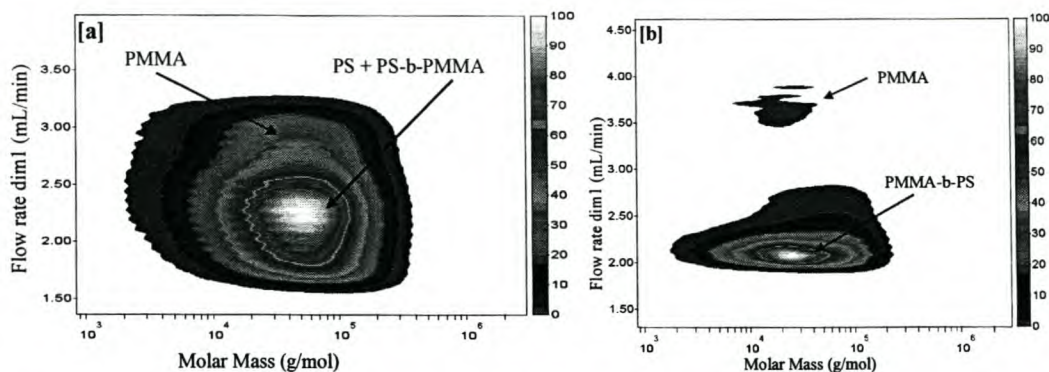 [a]
PMMA
PS + PS-b-PMMA
3.50
3.00
2.50
2.00
1.50
Flow rate dim1 (mL/min)
10³ 10⁴ 10⁵ 10⁶
Molar Mass (g/mol)
100
90
80
70
60
50
40
30
20
10
0
[b]
PMMA
PMMA-b-PS
4.50
4.00
3.50
3.00
2.50
2.00
1.50
Flow rate dim1 (mL/min)
10³ 10⁴ 10⁵ 10⁶
Molar Mass (g/mol)
100
90
80
70
60
50
40
30
20
10
0